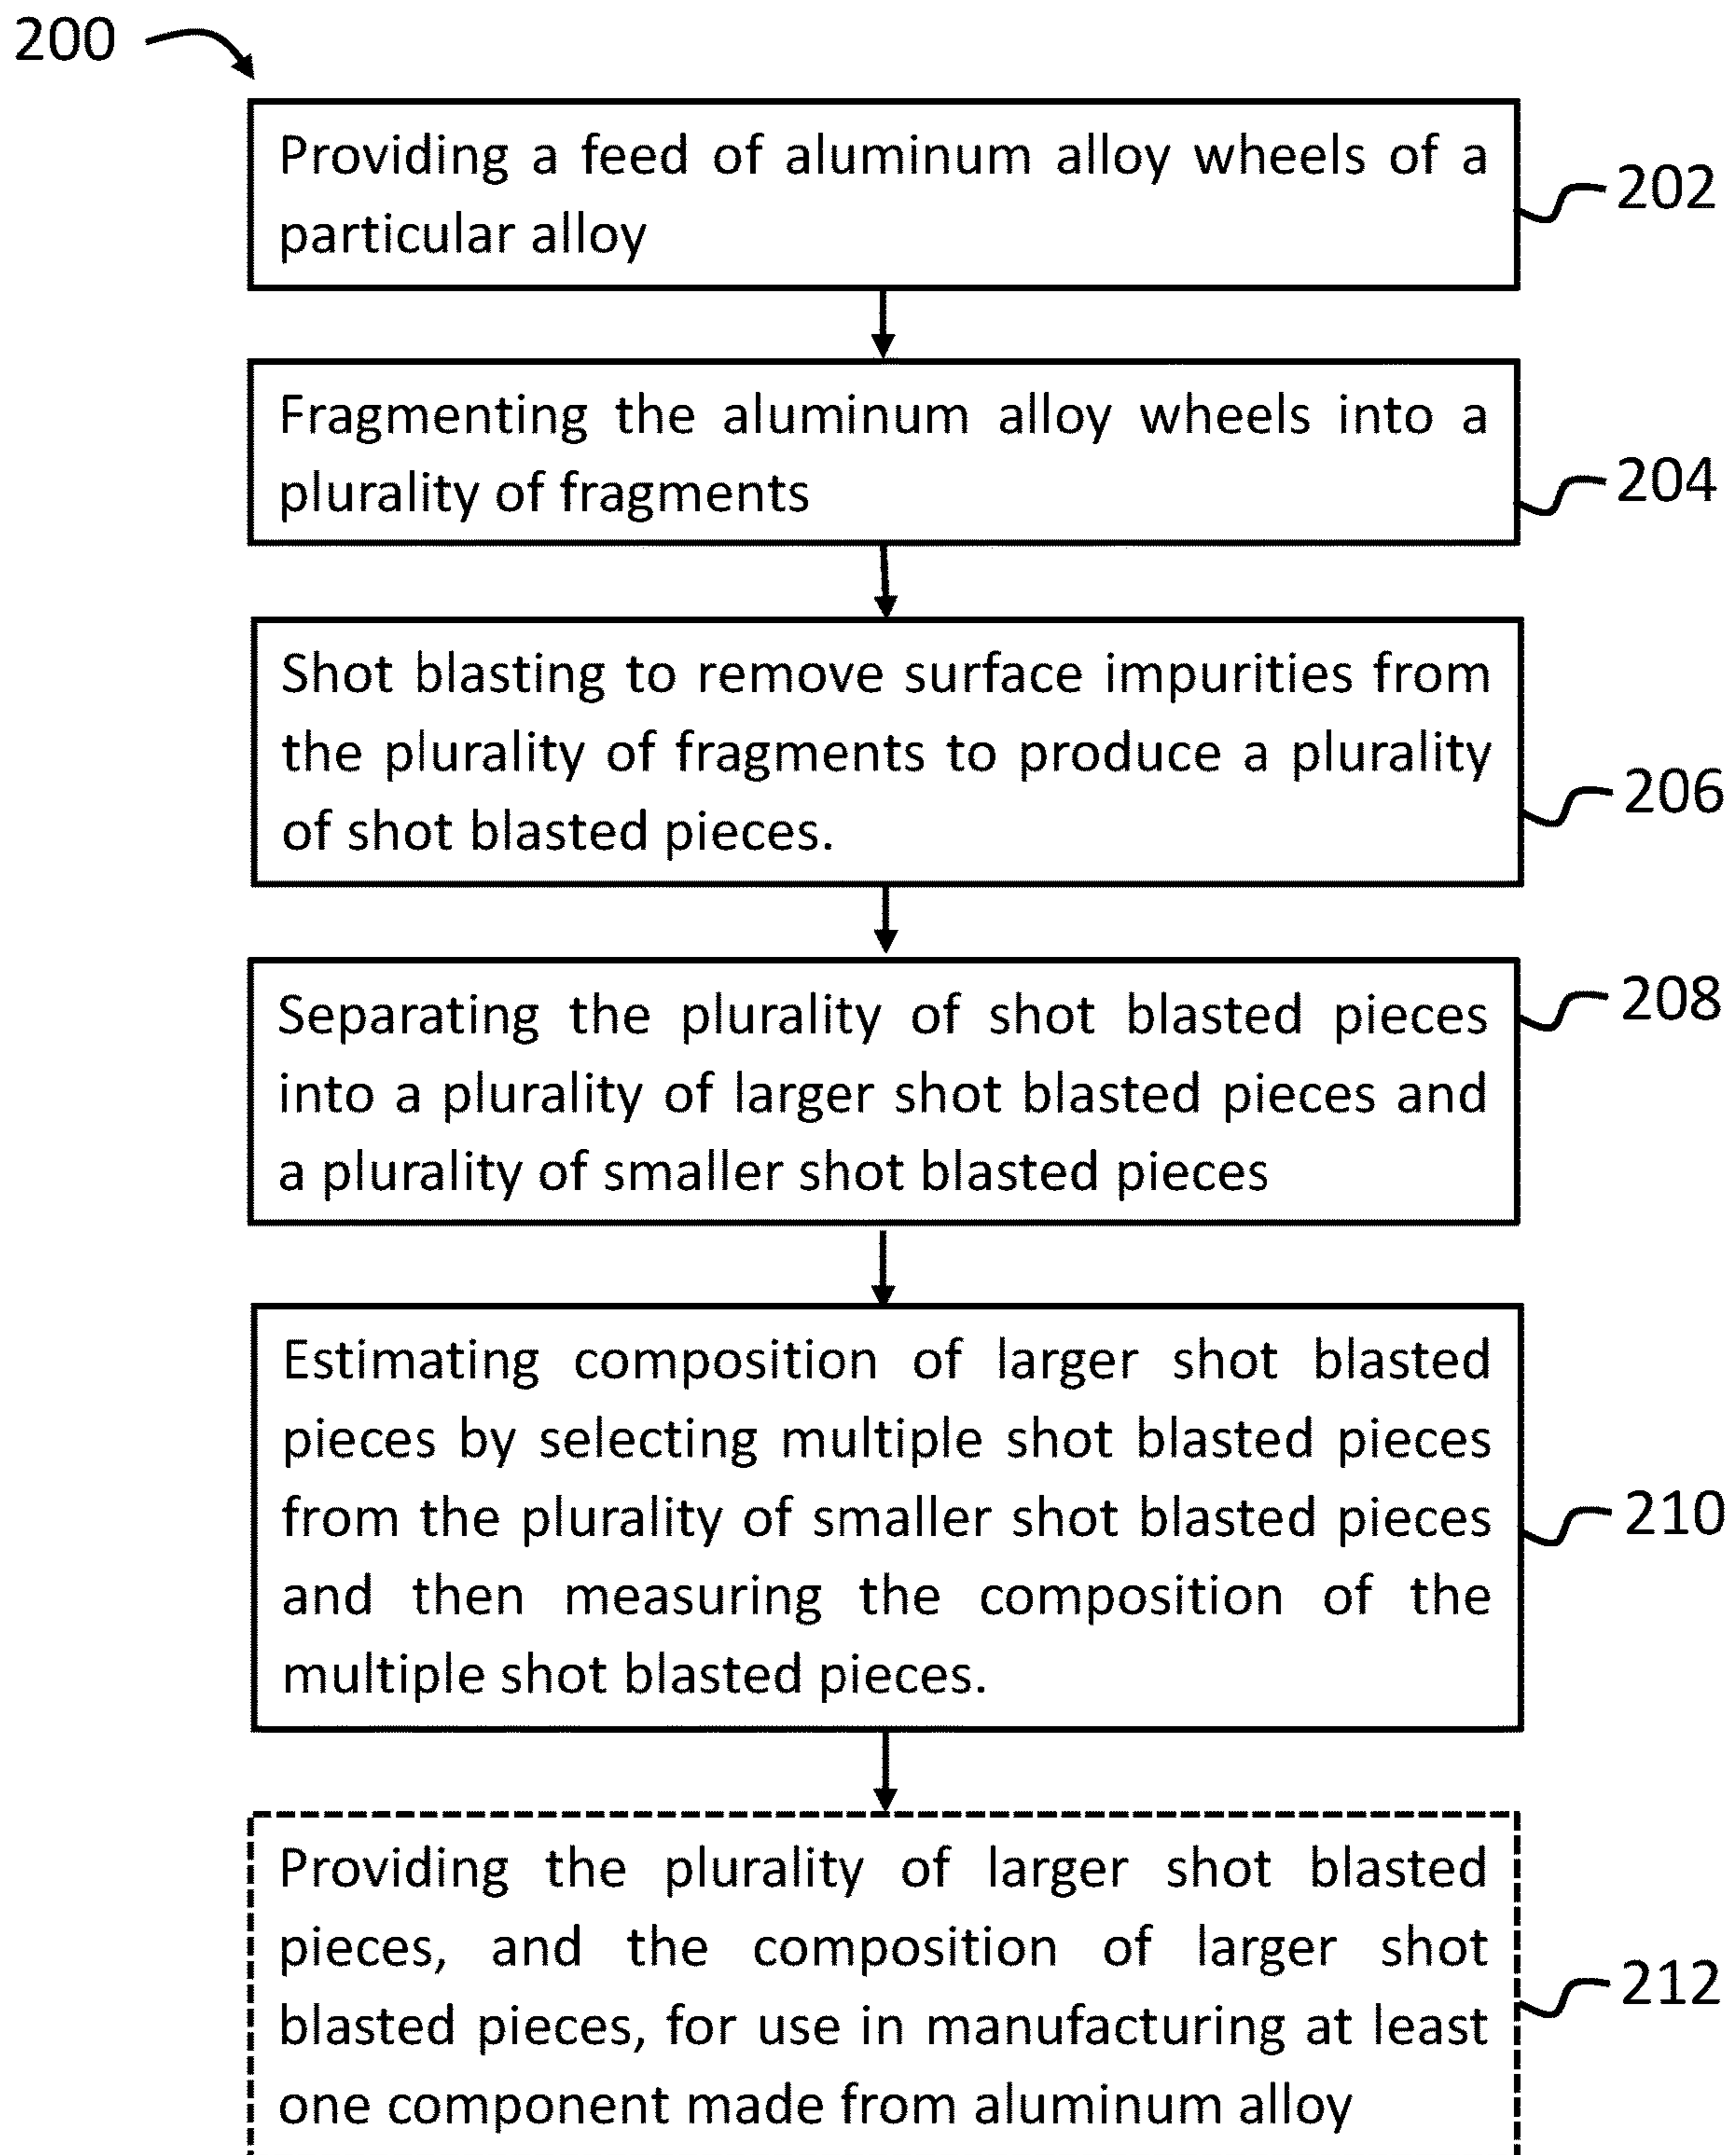 200
Providing a feed of aluminum alloy wheels of a
particular alloy
202
Fragmenting the aluminum alloy wheels into a
plurality of fragments
204
Shot blasting to remove surface impurities from
the plurality of fragments to produce a plurality
of shot blasted pieces.
206
Separating the plurality of shot blasted pieces
into a plurality of larger shot blasted pieces and
a plurality of smaller shot blasted pieces
208
Estimating composition of larger shot blasted
pieces by selecting multiple shot blasted pieces
from the plurality of smaller shot blasted pieces
and then measuring the composition of the
multiple shot blasted pieces.
210
Providing the plurality of larger shot blasted
pieces, and the composition of larger shot
blasted pieces, for use in manufacturing at least
one component made from aluminum alloy
212